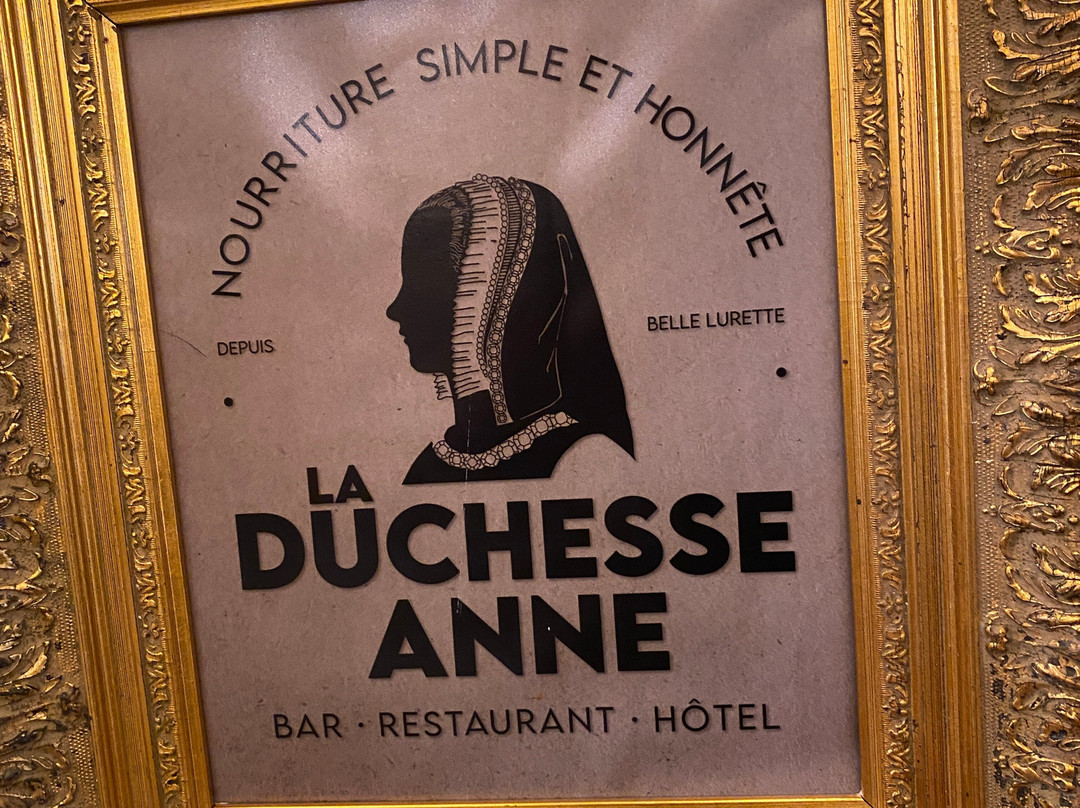 NOURRITURE SIMPLE ET HONNÊTE
DEPUIS
BELLE LURETTE
LA
DUCHESSE
ANNE
BAR · RESTAURANT · HÔTEL